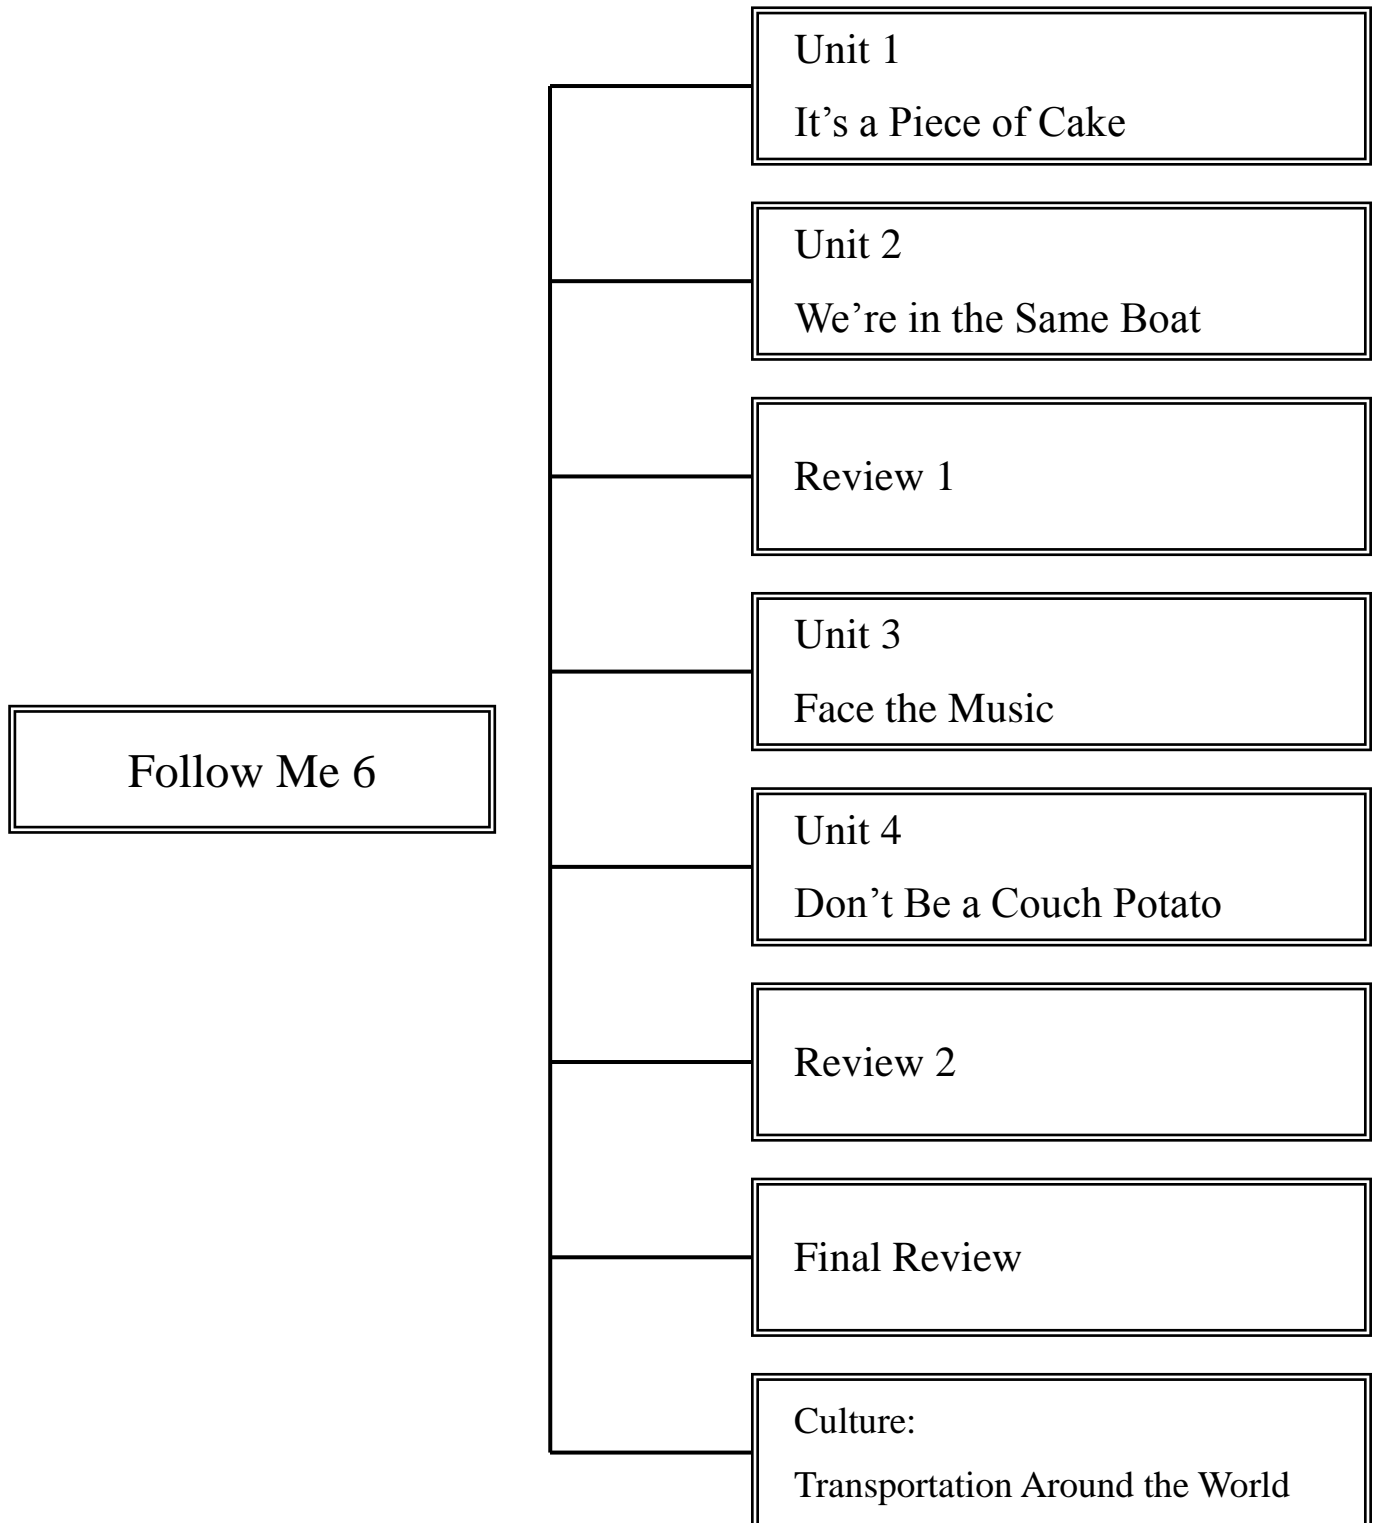 Follow Me 6
Unit 1
It’s a Piece of Cake
Unit 2
We’re in the Same Boat
Review 1
Unit 3
Face the Music
Unit 4
Don’t Be a Couch Potato
Review 2
Final Review
Culture:
Transportation Around the World